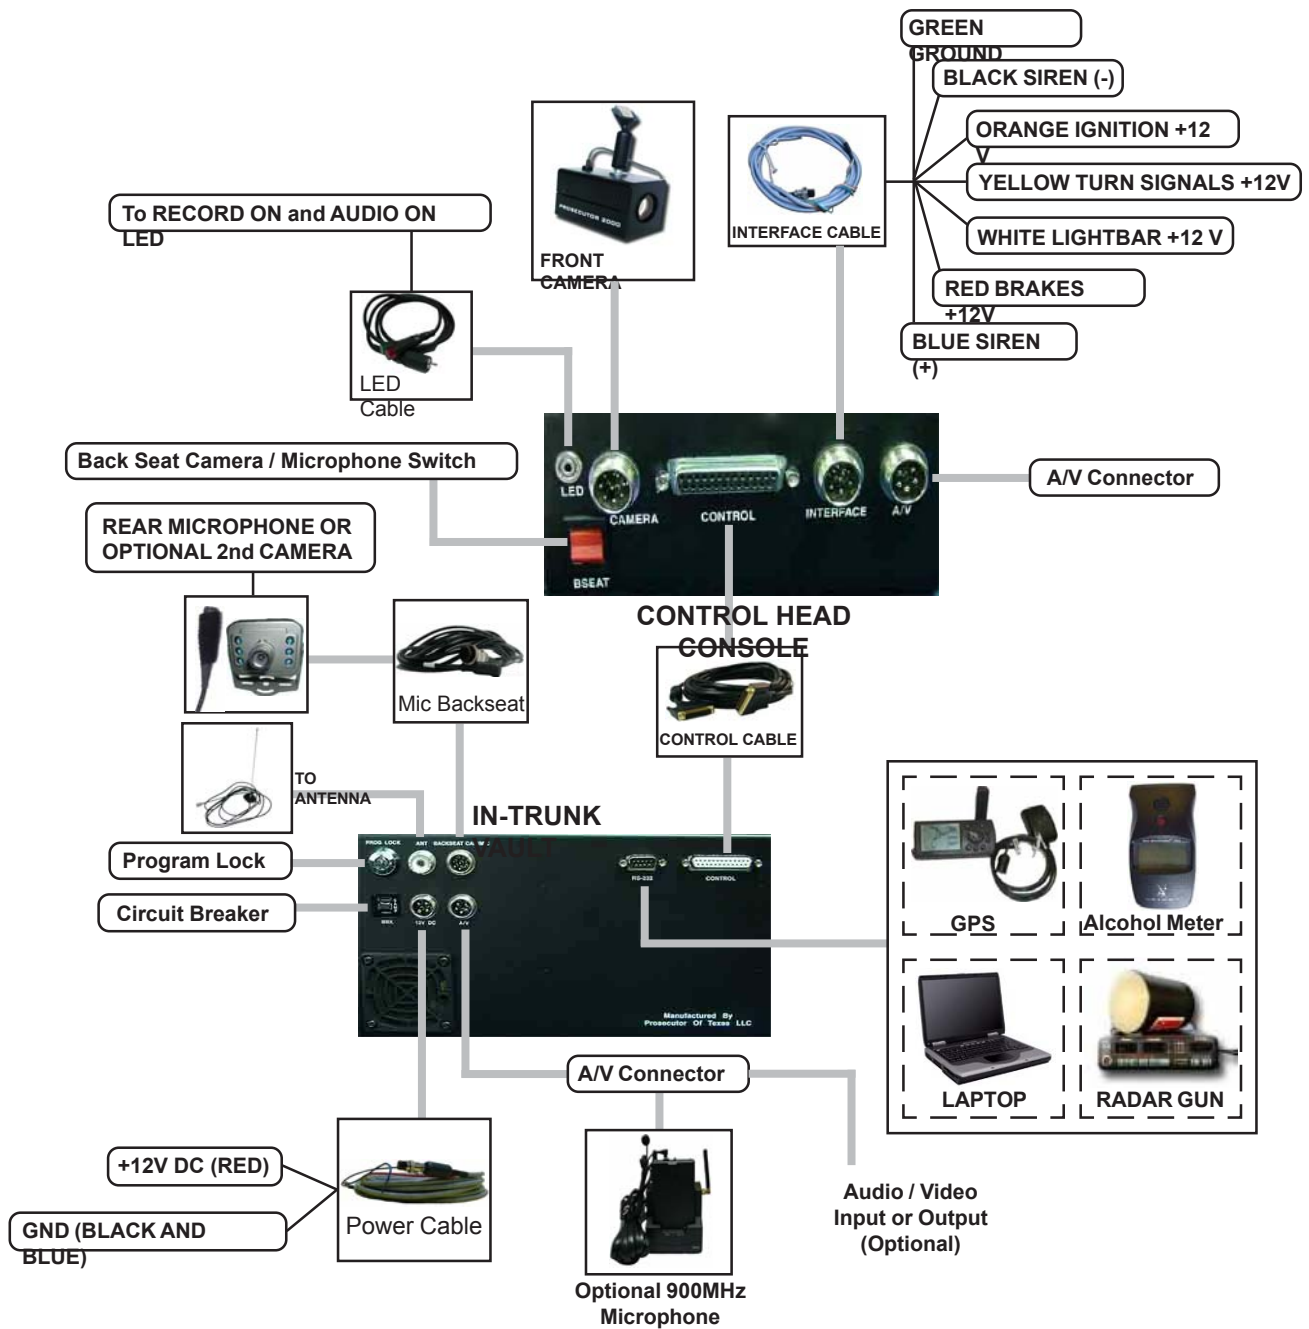 GREEN
GROUND
BLACK SIREN (-)
ORANGE IGNITION +12
V
YELLOW TURN SIGNALS +12V
WHITE LIGHTBAR +12 V
RED BRAKES
+12V
BLUE SIREN
(+)
INTERFACE CABLE
PROSECUTOR 2000
FRONT
CAMERA
To RECORD ON and AUDIO ON
LED
LED
Cable
Back Seat Camera / Microphone Switch
A/V Connector
LED
CAMERA
CONTROL
INTERFACE
A/V
BSEAT
REAR MICROPHONE OR
OPTIONAL 2nd CAMERA
CONTROL HEAD
CONSOLE
Mic Backseat
CONTROL CABLE
TO
ANTENNA
IN-TRUNK
VAULT
PROG LOCK
ANT
BACKSEAT
RS-232
CONTROL
12V DC
A/V
Manufactured By
Prosecutor Of Texas LLC
Program Lock
Circuit Breaker
GPS
Alcohol Meter
LAPTOP
RADAR GUN
A/V Connector
+12V DC (RED)
GND (BLACK AND
BLUE)
Power Cable
Audio / Video
Input or Output
(Optional)
Optional 900MHz
Microphone